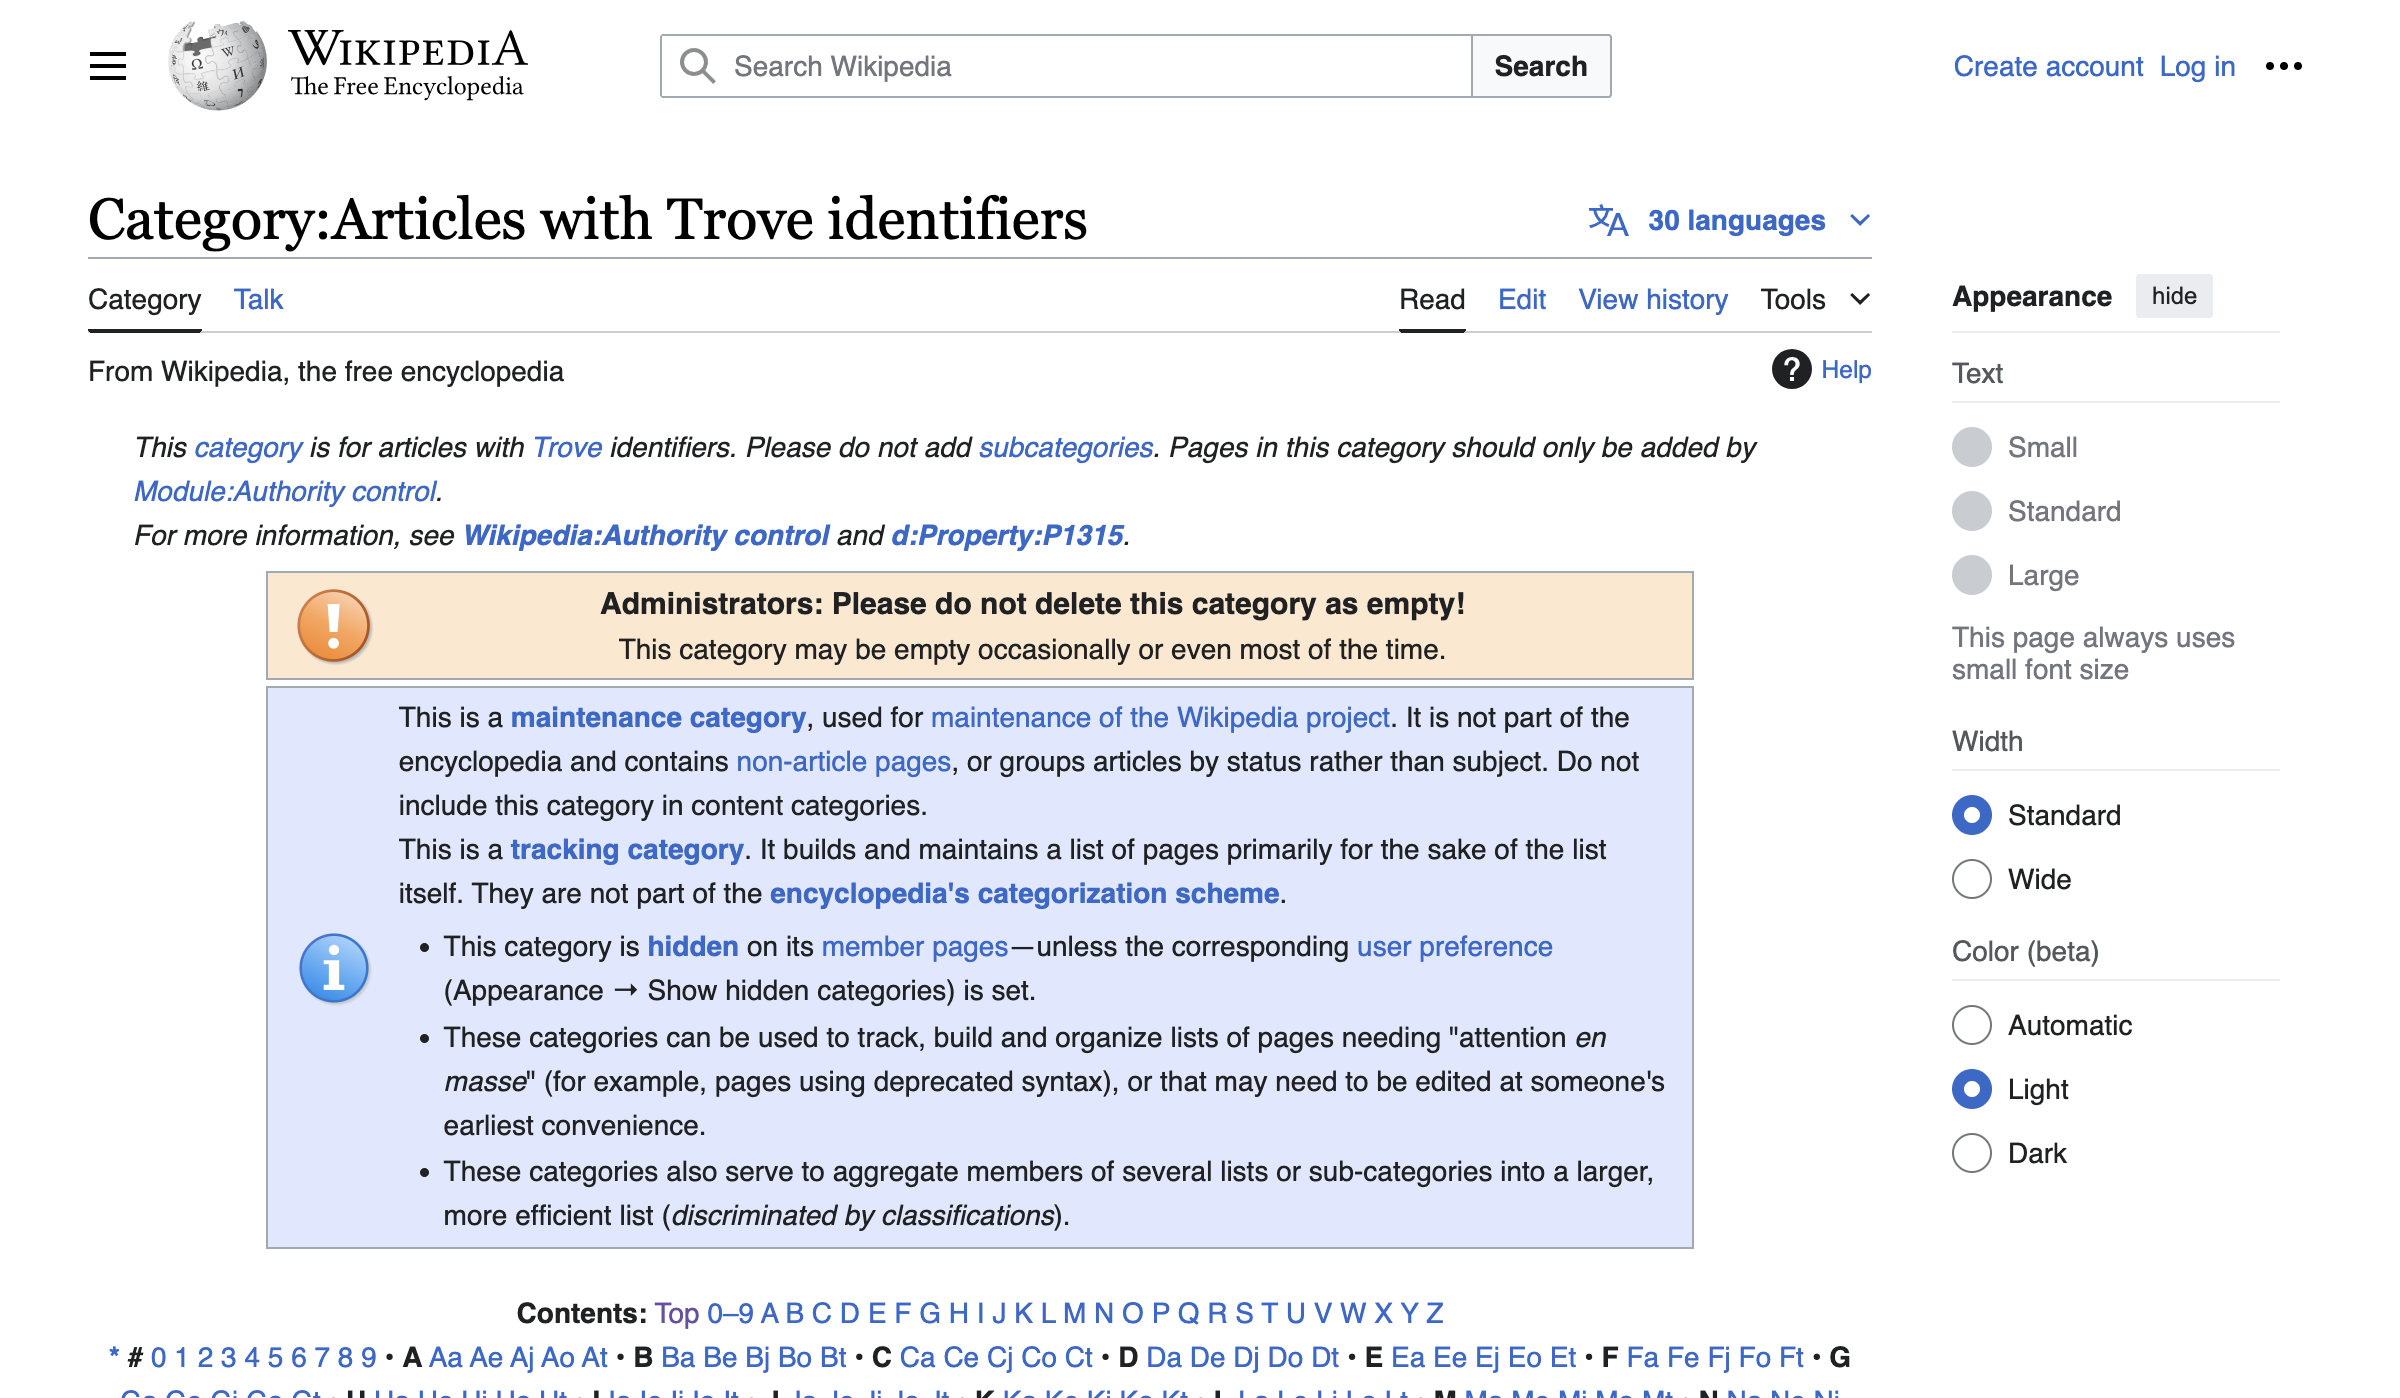 WIKIPEDIA
The Free Encyclopedia
Search Wikipedia
Search
Create account Log in
Category:Articles with Trove identifiers
30 languages
Category Talk
Read Edit View history Tools
From Wikipedia, the free encyclopedia
Help
This category is for articles with Trove identifiers. Please do not add subcategories. Pages in this category should only be added by
Module:Authority control.
For more information, see Wikipedia:Authority control and d:Property:P1315.
Administrators: Please do not delete this category as empty!
This category may be empty occasionally or even most of the time.
This is a maintenance category, used for maintenance of the Wikipedia project. It is not part of the
encyclopedia and contains non-article pages, or groups articles by status rather than subject. Do not
include this category in content categories.
This is a tracking category. It builds and maintains a list of pages primarily for the sake of the list
itself. They are not part of the encyclopedia's categorization scheme.
• This category is hidden on its member pages—unless the corresponding user preference
(Appearance → Show hidden categories) is set.
• These categories can be used to track, build and organize lists of pages needing "attention en
masse" (for example, pages using deprecated syntax), or that may need to be edited at someone's
earliest convenience.
• These categories also serve to aggregate members of several lists or sub-categories into a larger,
more efficient list (discriminated by classifications).
Contents: Top 0–9 A B C D E F G H I J K L M N O P Q R S T U V W X Y Z
* # 0 1 2 3 4 5 6 7 8 9 • A Aa Ae Aj Ao At • B Ba Be Bj Bo Bt • C Ca Ce Cj Co Ct • D Da De Dj Do Dt • E Ea Ee Ej Eo Et • F Fa Fe Fj Fo Ft • G
Appearance hide
Text
Small
Standard
Large
This page always uses
small font size
Width
Standard
Wide
Color (beta)
Automatic
Light
Dark